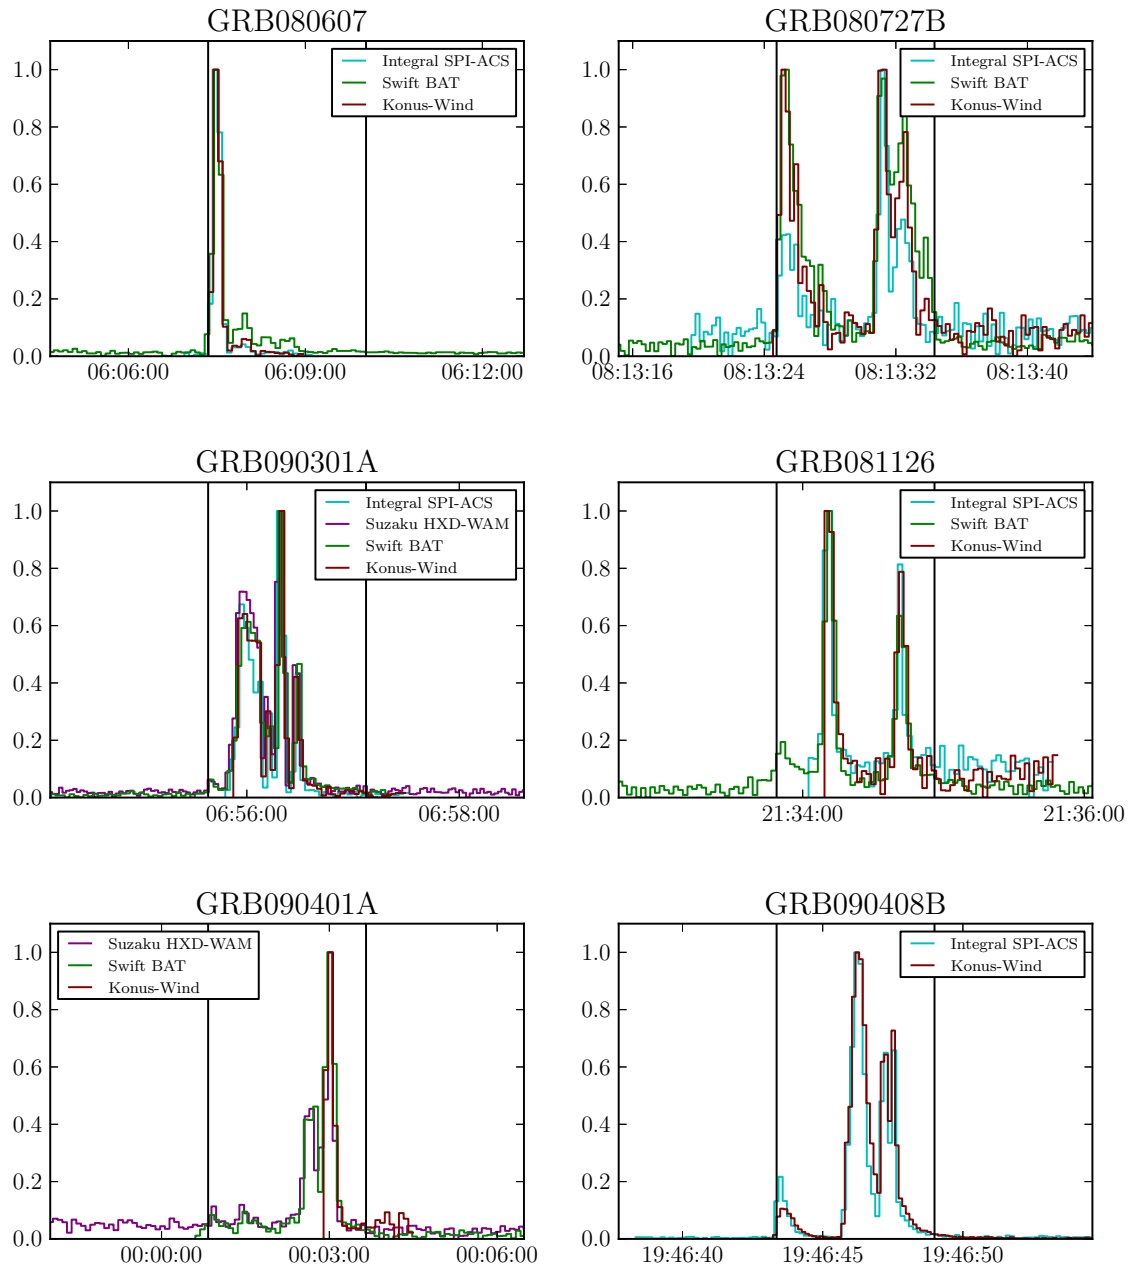 GRB080607
Integral SPI-ACS
Swift BAT
Konus-Wind
1.0
0.8
0.6
0.4
0.2
0.0
06:06:00 06:09:00 06:12:00
GRB080727B
Integral SPI-ACS
Swift BAT
Konus-Wind
1.0
0.8
0.6
0.4
0.2
0.0
08:13:16 08:13:24 08:13:32 08:13:40
GRB090301A
Integral SPI-ACS
Suzaku HXD-WAM
Swift BAT
Konus-Wind
1.0
0.8
0.6
0.4
0.2
0.0
06:56:00 06:58:00
GRB081126
Integral SPI-ACS
Swift BAT
Konus-Wind
1.0
0.8
0.6
0.4
0.2
0.0
21:34:00 21:36:00
GRB090401A
Suzaku HXD-WAM
Swift BAT
Konus-Wind
1.0
0.8
0.6
0.4
0.2
0.0
00:00:00 00:03:00 00:06:00
GRB090408B
Integral SPI-ACS
Konus-Wind
1.0
0.8
0.6
0.4
0.2
0.0
19:46:40 19:46:45 19:46:50